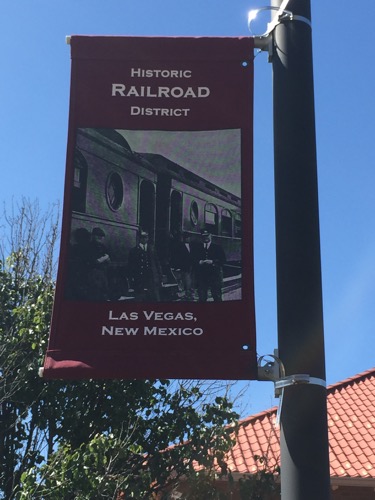 Historic
Railroad
District
Las Vegas,
New Mexico